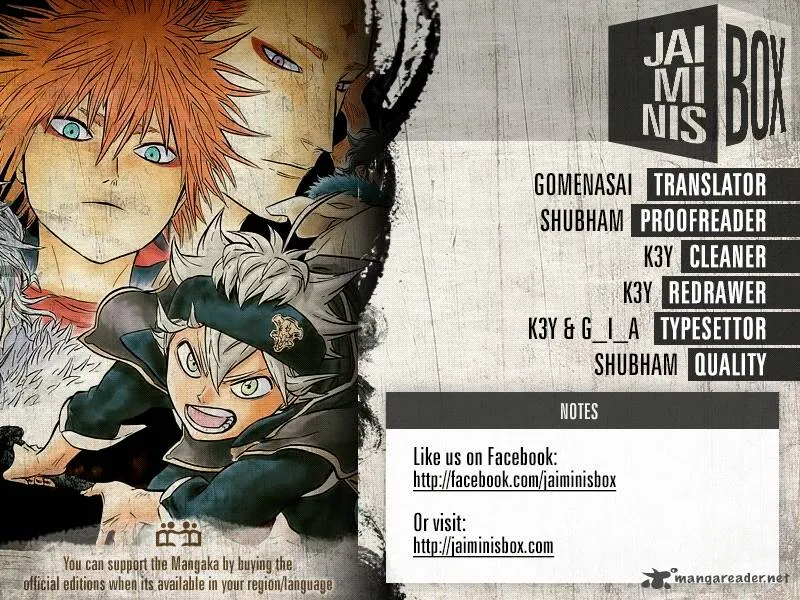 JAI
MI
NIS
BOX
GOMENASAI TRANSLATOR
SHUBHAM PROOFREADER
K3Y CLEANER
K3Y REDRAWER
K3Y & G_I_A TYPESETTOR
SHUBHAM QUALITY
NOTES
Like us on Facebook:
http://facebook.com/jaiminisbox
Or visit:
http://jaiminisbox.com
You can support the Mangaka by buying the
official editions when its available in your region/language
mangareader.net